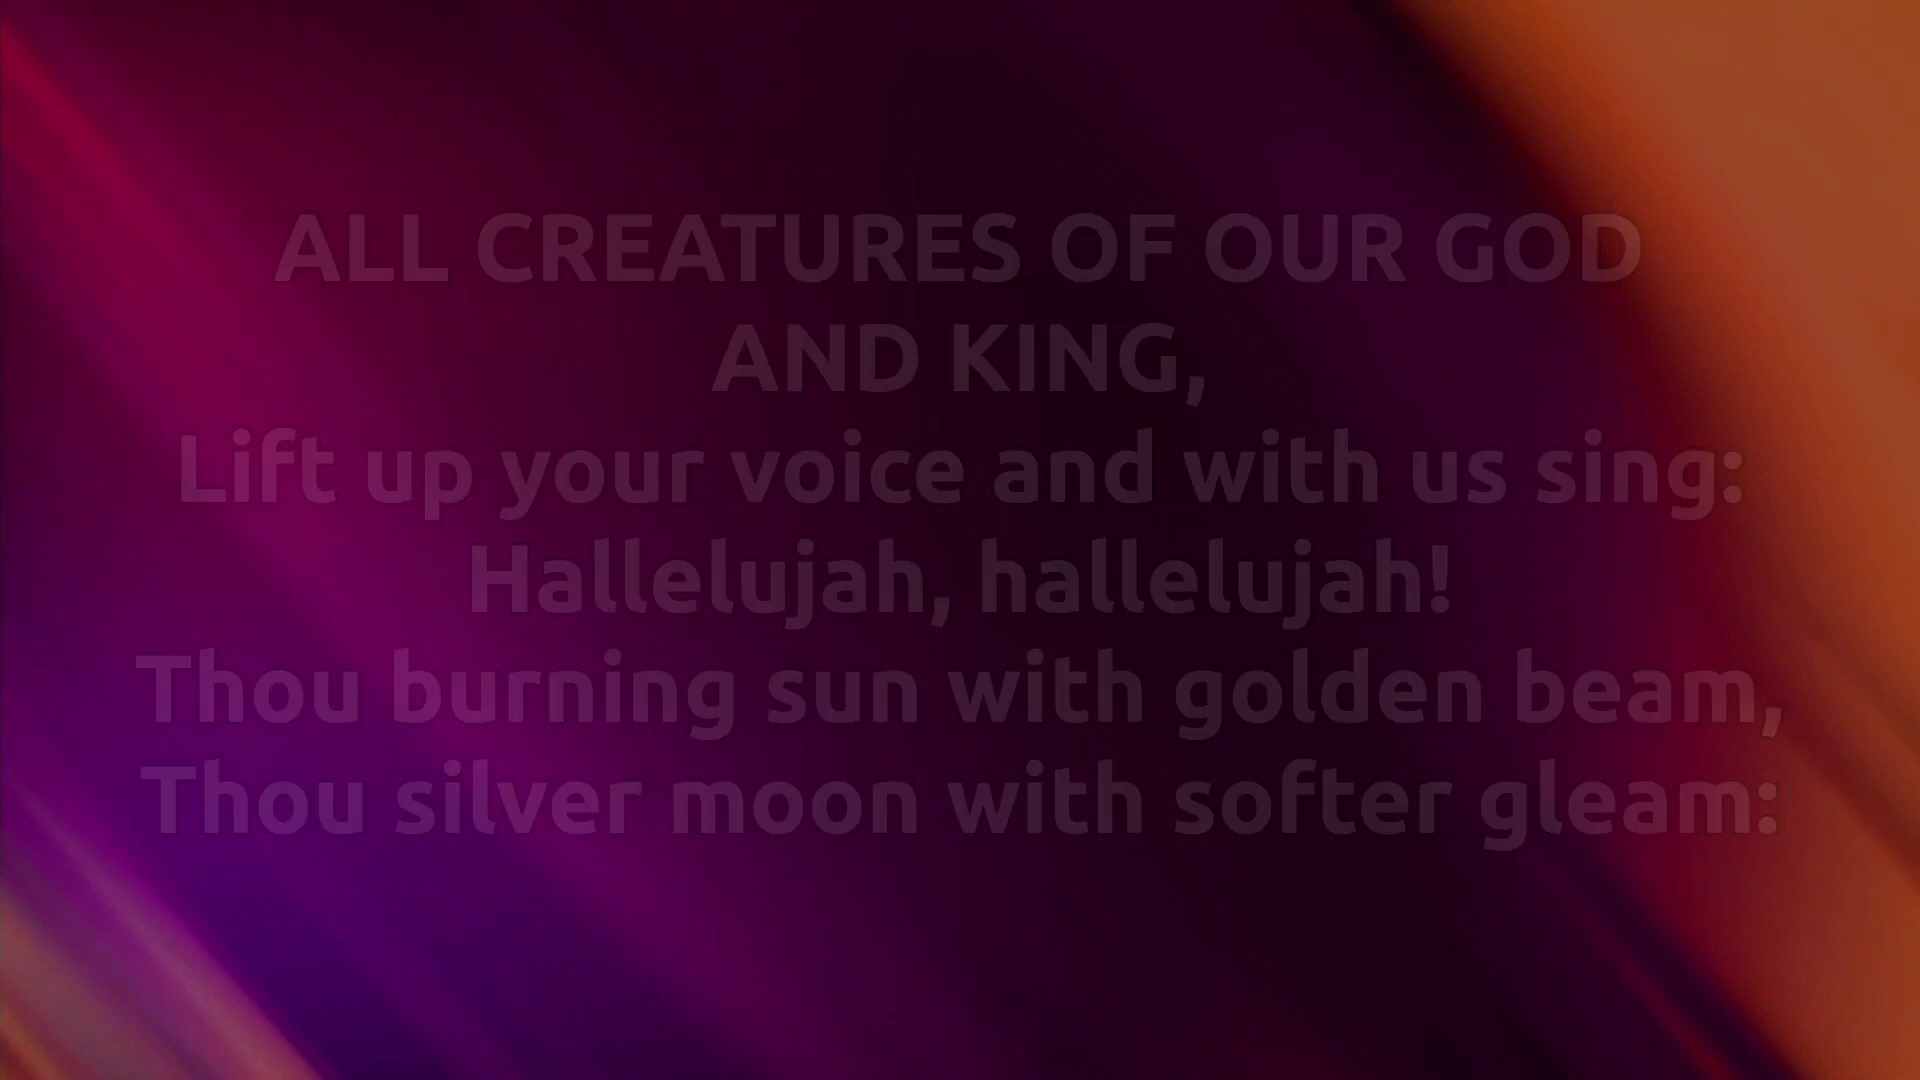 ALL CREATURES OF OUR GOD
AND KING,
Lift up your voice and with us sing:
Hallelujah, hallelujah!
Thou burning sun with golden beam,
Thou silver moon with softer gleam: